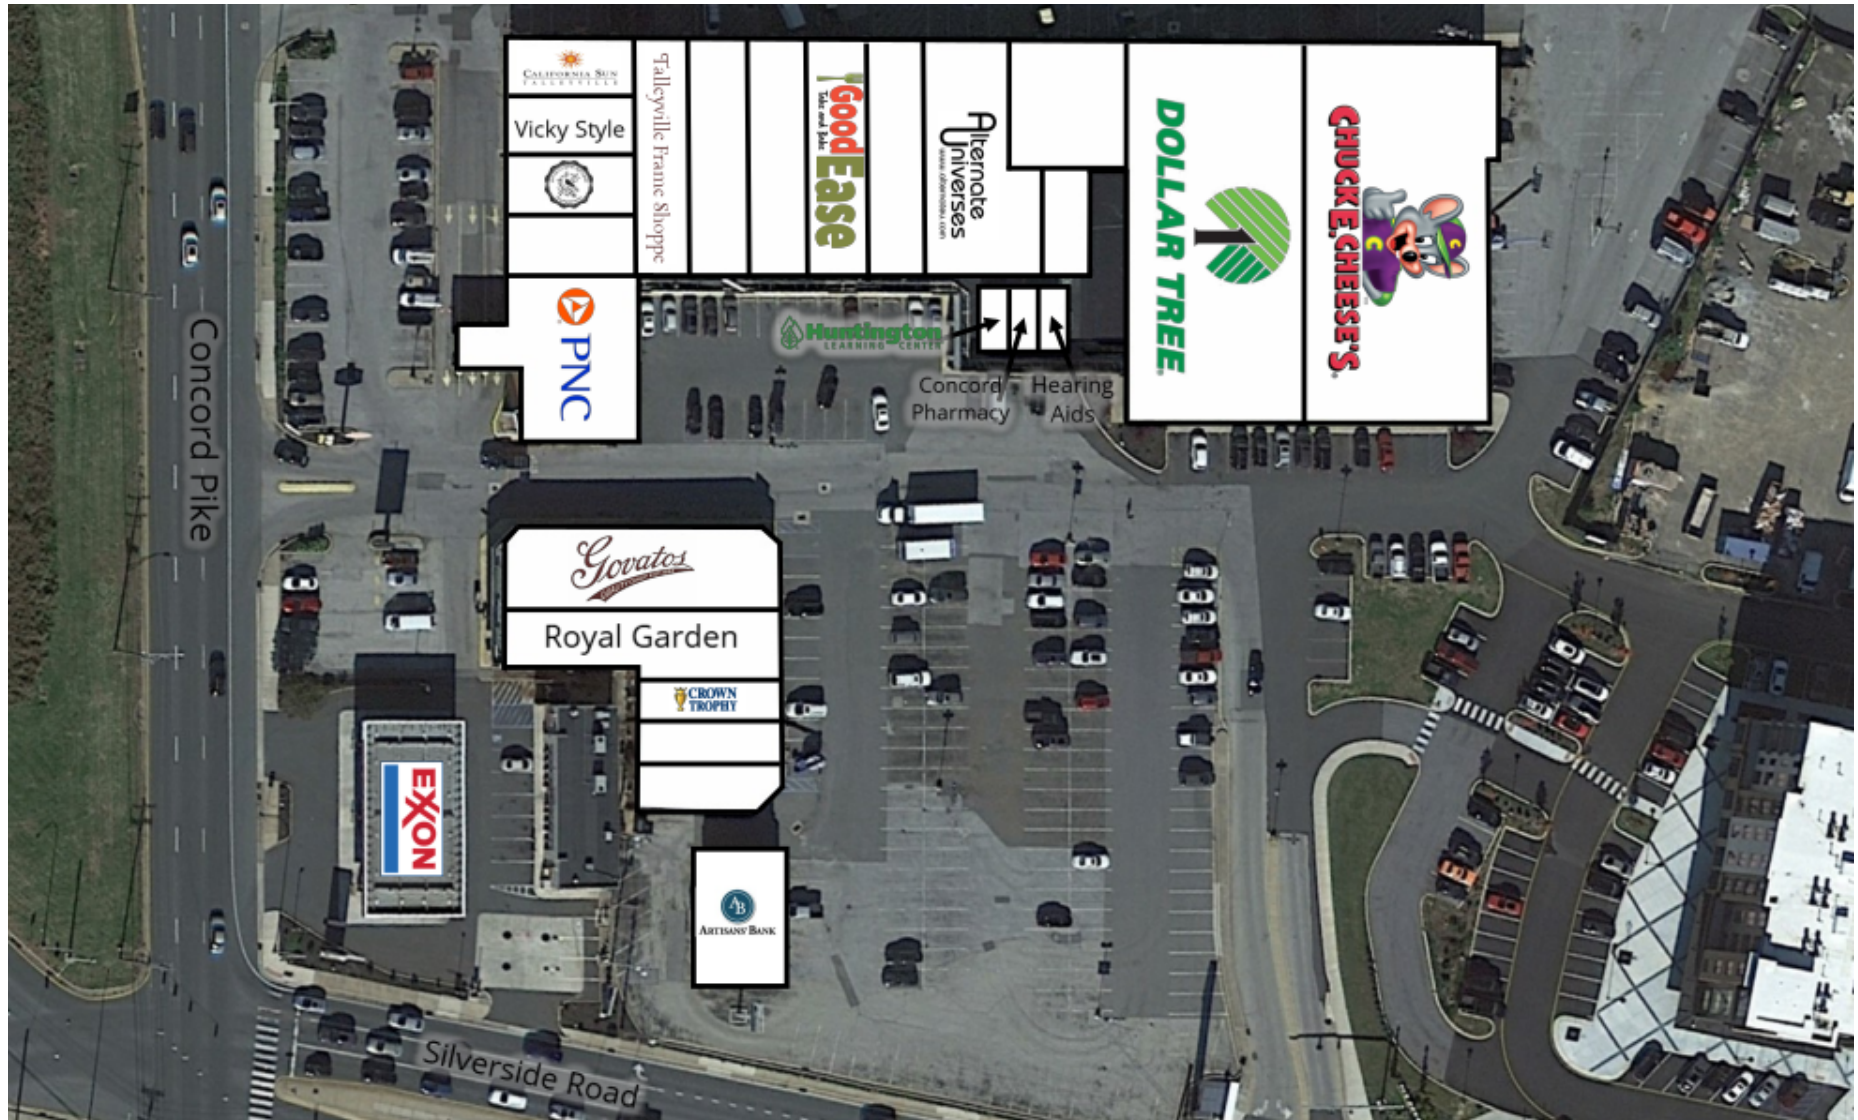 CALIFORNIA SUN
TALLEYVILLE
Vicky Style
Talleyville Frame Shoppe
Good
Take and Bake
Ease
Alternate
Universes
DOLLAR TREE
CHUCK E. CHEESE'S
PNC
Huntington
LEARNING CENTER
Concord
Pharmacy
Hearing
Aids
Concord Pike
Govatos
Royal Garden
CROWN
TROPHY
EXXON
AB
ARTISANS' BANK
Silverside Road